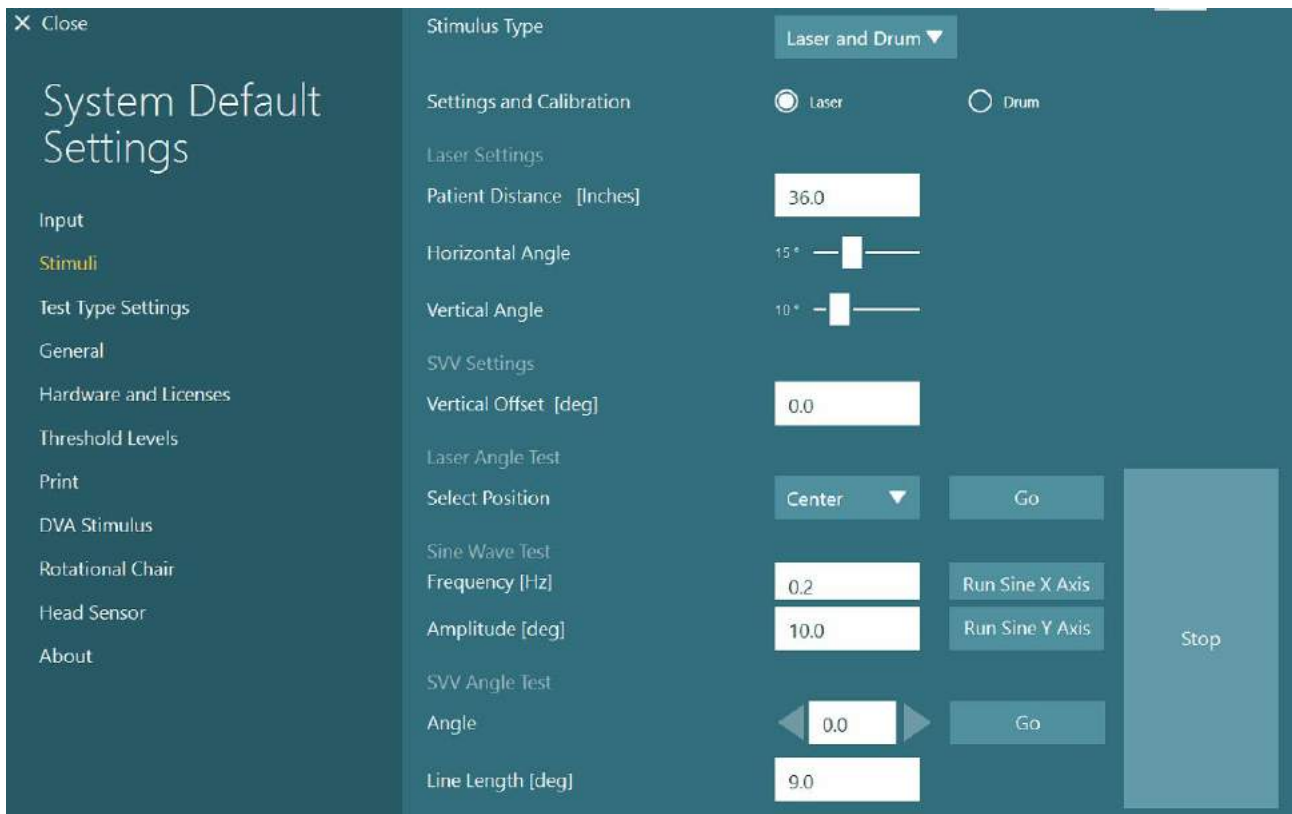 Close
System Default
Settings
Input
Stimuli
Test Type Settings
General
Hardware and Licenses
Threshold Levels
Print
DVA Stimulus
Rotational Chair
Head Sensor
About
Stimulus Type
Laser and Drum
Settings and Calibration
Laser
Drum
Laser Settings
Patient Distance [Inches]
36.0
Horizontal Angle
15 °
Vertical Angle
10 °
SVV Settings
Vertical Offset [deg]
0.0
Laser Angle Test
Select Position
Center
Go
Sine Wave Test
Frequency [Hz]
0.2
Run Sine X Axis
Amplitude [deg]
10.0
Run Sine Y Axis
Stop
SVV Angle Test
Angle
0.0
Go
Line Length [deg]
9.0